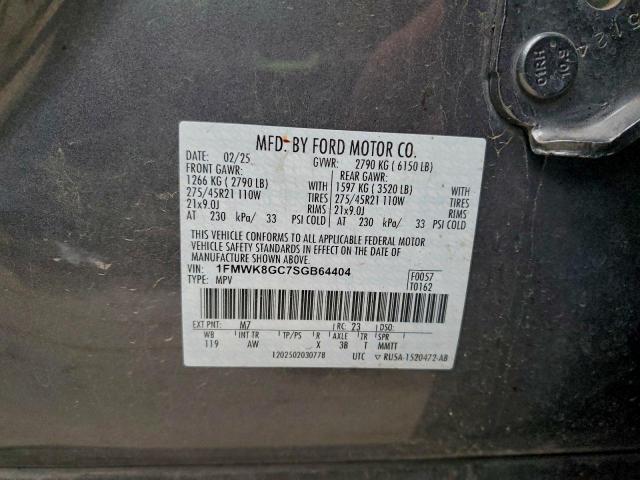 MFD. BY FORD MOTOR CO.
DATE: 02/25 GVWR: 2790 KG ( 6150 LB)
FRONT GAWR: REAR GAWR:
1266 KG ( 2790 LB) WITH 1597 KG ( 3520 LB) WITH
275/45R21 110W TIRES 275/45R21 110W TIRES
21x9.0J RIMS 21x9.0J RIMS
AT 230 kPa/ 33 PSI COLD AT 230 kPa/ 33 PSI COLD
THIS VEHICLE CONFORMS TO ALL APPLICABLE FEDERAL MOTOR
VEHICLE SAFETY STANDARDS IN EFFECT ON THE DATE OF
MANUFACTURE SHOWN ABOVE.
VIN: 1FMWK8GC7SGB64404 F0057
TYPE: MPV T0162
EXT PNT: M7 RC: 23 DSO:
WB INT TR TP/PS R AXLE TR SPR
119 AW X 3B T MMTT
1202502030778 UTC ▽ RU5A-1520472-AB
01RH
5124